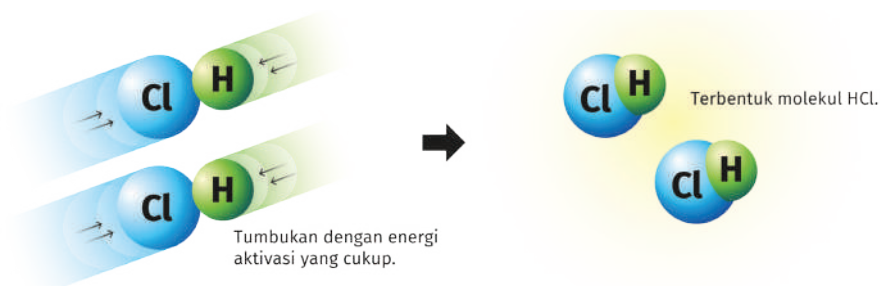 Cl H
Cl H
Tumbukan dengan energi
aktivasi yang cukup.
Cl H
Terbentuk molekul HCl.
Cl H